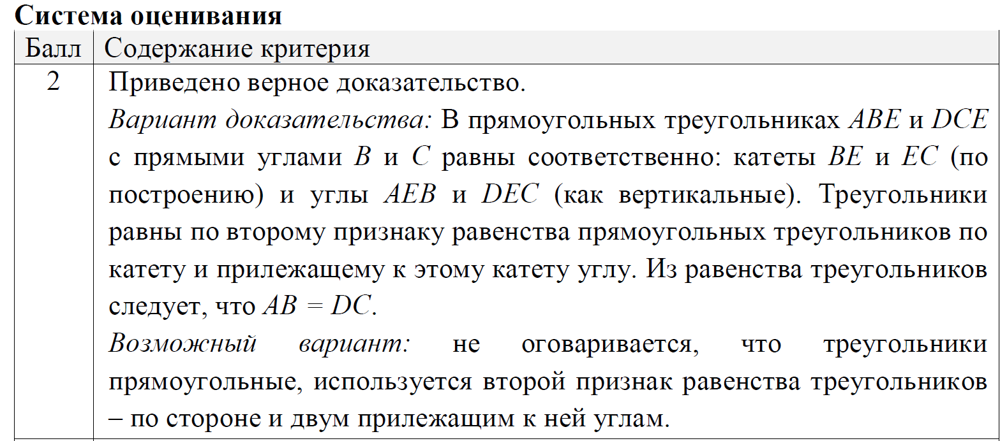 Система оценивания
Балл Содержание критерия
2 Приведено верное доказательство.
Вариант доказательства: В прямоугольных треугольниках ABE и DCE
с прямыми углами B и C равны соответственно: катеты BE и EC (по
построению) и углы AEB и DEC (как вертикальные). Треугольники
равны по второму признаку равенства прямоугольных треугольников по
катету и прилежащему к этому катету углу. Из равенства треугольников
следует, что AB = DC.
Возможный вариант: не оговаривается, что треугольники
прямоугольные, используется второй признак равенства треугольников
– по стороне и двум прилежащим к ней углам.